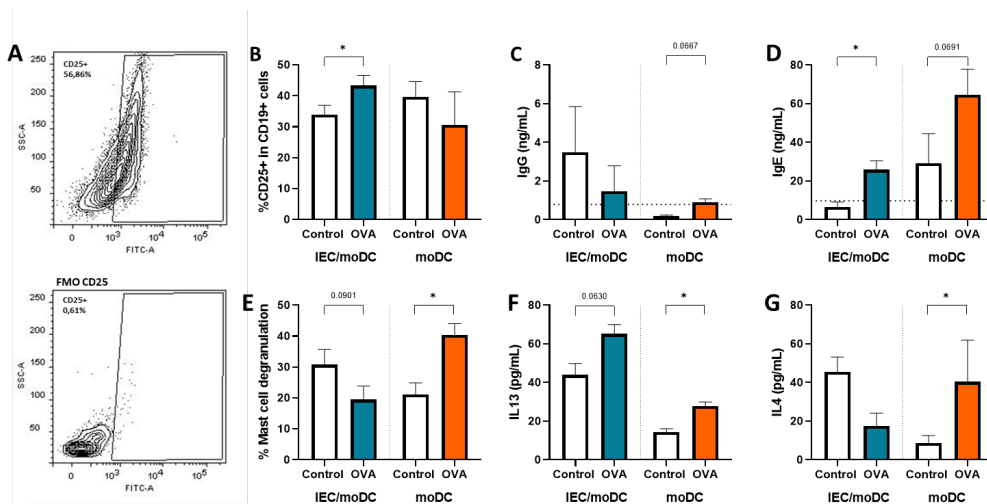 A
CD25+
56,86%
250
200
150
100
50
SSC-A
0
10³
10⁴
10⁵
FITC-A
FMO CD25
CD25+
0,61%
250
200
150
100
50
SSC-A
0
10³
10⁴
10⁵
FITC-A
B
%CD25+ in CD19+ cells
50
40
30
20
10
0
*
Control OVA Control OVA
IEC/moDC moDC
C
IgG (ng/mL)
8
6
4
2
0
0.0667
Control OVA Control OVA
IEC/moDC moDC
D
IgE (ng/mL)
80
60
40
20
0
*
0.0691
Control OVA Control OVA
IEC/moDC moDC
E
% Mast cell degranulation
50
40
30
20
10
0
0.0901
*
Control OVA Control OVA
IEC/moDC moDC
F
IL13 (pg/mL)
80
60
40
20
0
0.0630
*
Control OVA Control OVA
IEC/moDC moDC
G
IL4 (pg/mL)
80
60
40
20
0
*
Control OVA Control OVA
IEC/moDC moDC